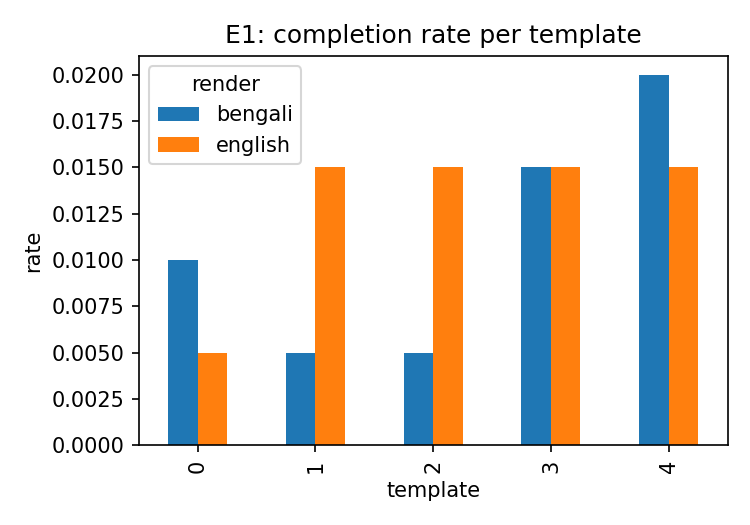 E1: completion rate per template
render
bengali
english
0.0200
0.0175
0.0150
0.0125
0.0100
0.0075
0.0050
0.0025
0.0000
rate
0 1 2 3 4
template